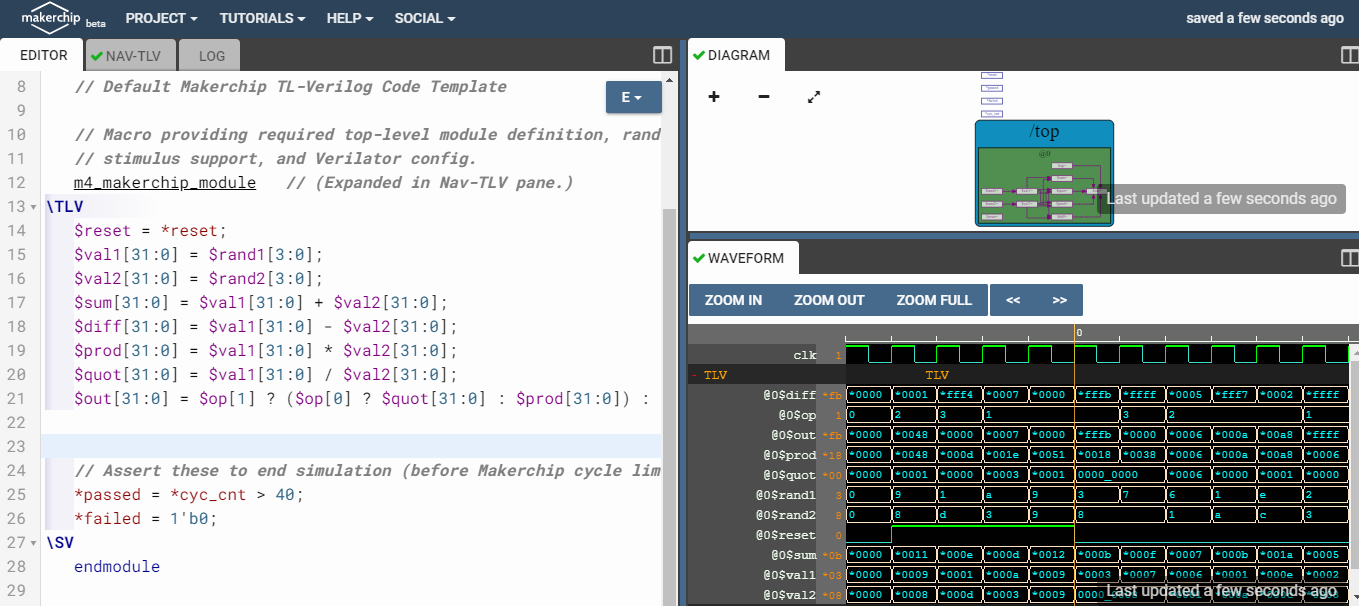 makerchip beta PROJECT TUTORIALS HELP SOCIAL saved a few seconds ago
EDITOR NAV-TLV LOG
8 // Default Makerchip TL-Verilog Code Template
E
9
10 // Macro providing required top-level module definition, rand
11 // stimulus support, and Verilator config.
12 m4_makerchip_module // (Expanded in Nav-TLV pane.)
13 \TLV
14 $reset = *reset;
15 $val1[31:0] = $rand1[3:0];
16 $val2[31:0] = $rand2[3:0];
17 $sum[31:0] = $val1[31:0] + $val2[31:0];
18 $diff[31:0] = $val1[31:0] - $val2[31:0];
19 $prod[31:0] = $val1[31:0] * $val2[31:0];
20 $quot[31:0] = $val1[31:0] / $val2[31:0];
21 $out[31:0] = $op[1] ? ($op[0] ? $quot[31:0] : $prod[31:0]) :
22
23
24 // Assert these to end simulation (before Makerchip cycle lim
25 *passed = *cyc_cnt > 40;
26 *failed = 1'b0;
27 \SV
28 endmodule
29
DIAGRAM
+ −
/top
@0
Last updated a few seconds ago
WAVEFORM
ZOOM IN ZOOM OUT ZOOM FULL << >>
0
clk 1
- TLV TLV
@0$diff *fb *0000 *0001 *fff4 *0007 *0000 *fffb *ffff *0005 *fff7 *0002 *ffff
@0$op 1 0 2 3 1 3 2 1
@0$out *fb *0000 *0048 *0000 *0007 *0000 *fffb *0000 *0006 *000a *00a8 *ffff
@0$prod *18 *0000 *0048 *000d *001e *0051 *0018 *0038 *0006 *000a *00a8 *0006
@0$quot *00 *0000 *0001 *0000 *0003 *0001 0000_0000 *0006 *0000 *0001 *0000
@0$rand1 3 0 9 1 a 9 3 7 6 1 e 2
@0$rand2 8 0 8 d 3 9 8 1 a c 3
@0$reset 0
@0$sum *0b *0000 *0011 *000e *000d *0012 *000b *000f *0007 *000b *001a *0005
@0$val1 *03 *0000 *0009 *0001 *000a *0009 *0003 *0007 *0006 *0001 *000e *0002
@0$val2 *08 *0000 *0008 *000d *0003 *0009
Last updated a few seconds ago